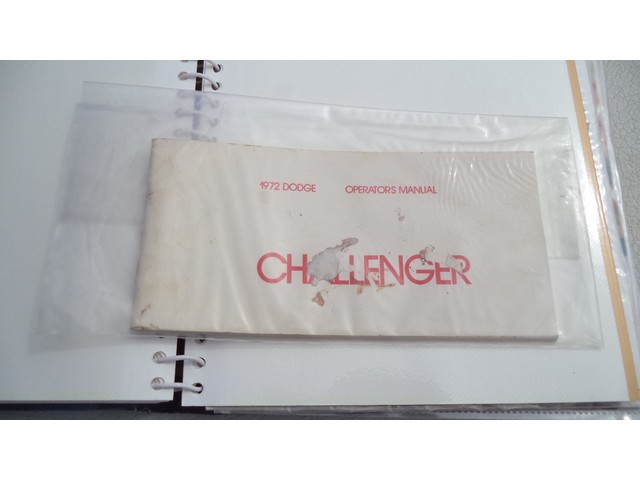 1972 DODGE OPERATORS MANUAL
CHALLENGER